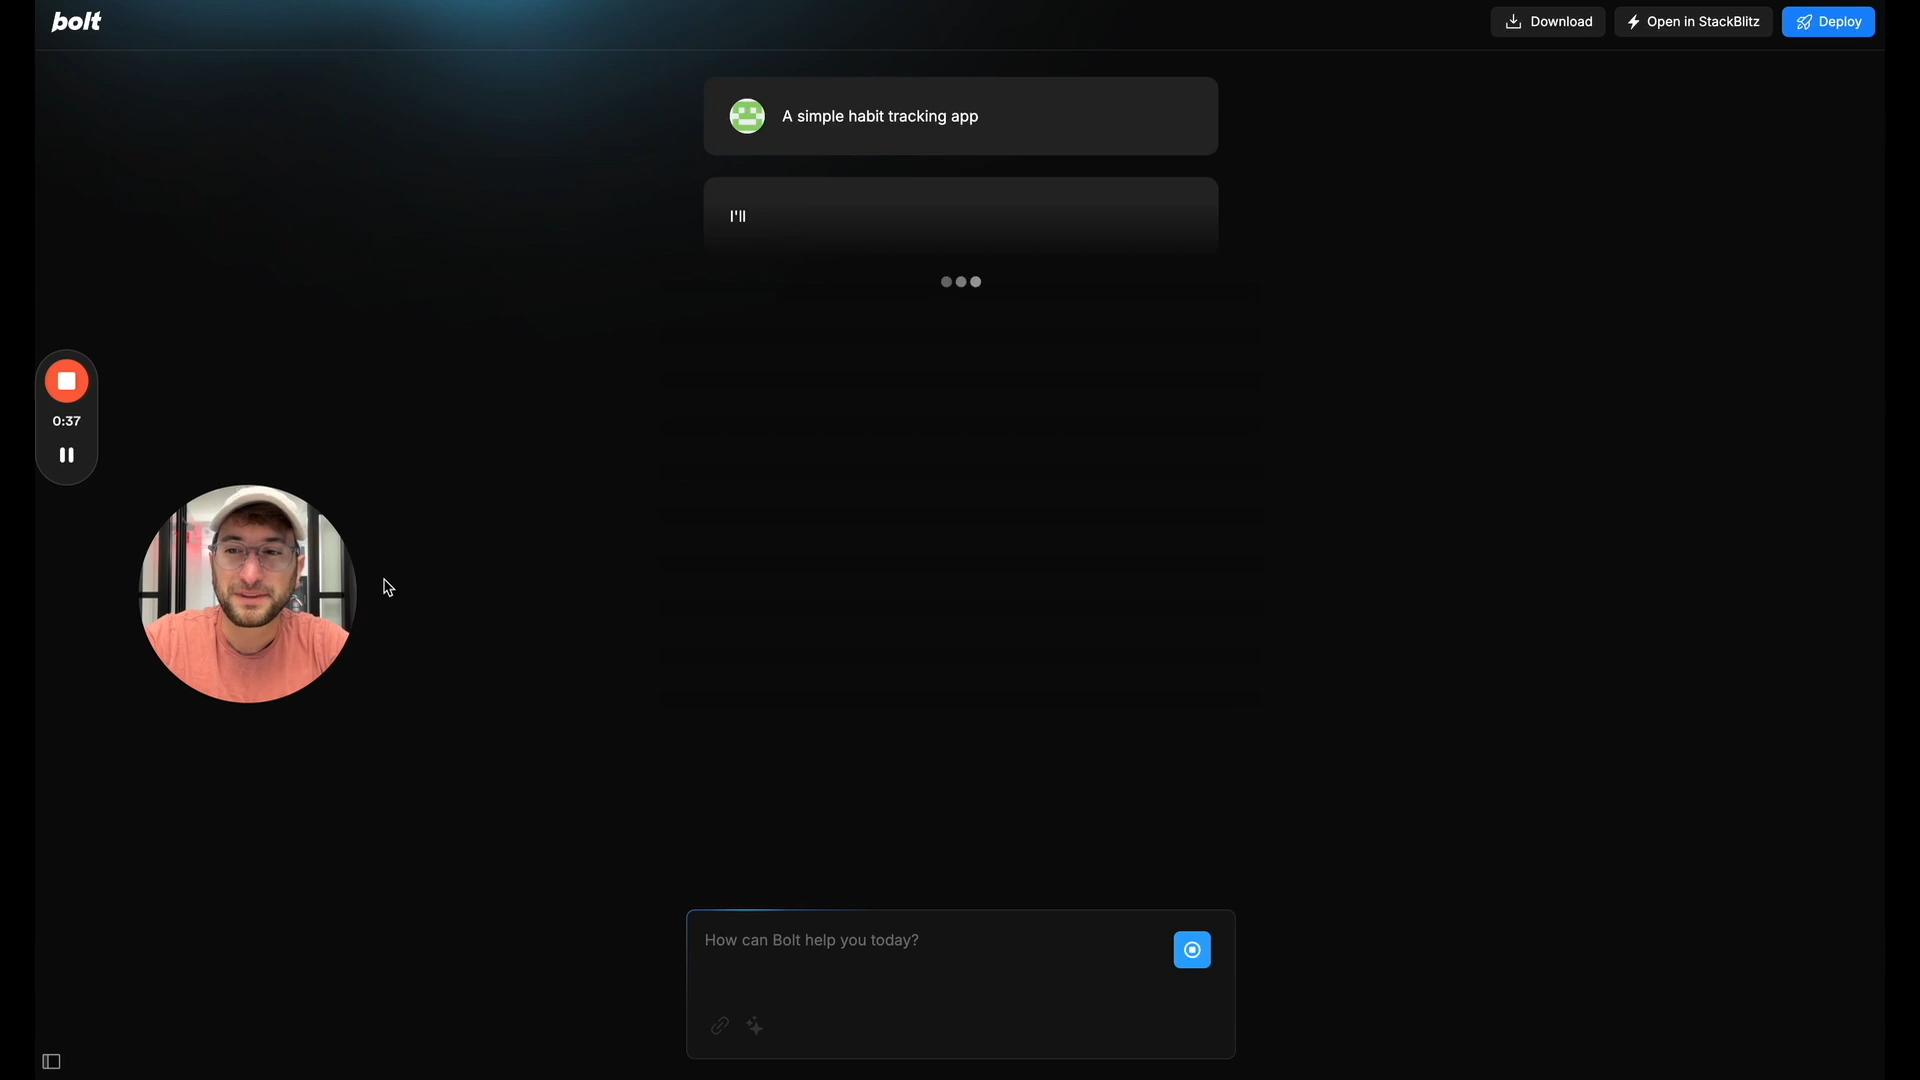 bolt
Download
Open in StackBlitz
Deploy
A simple habit tracking app
I'll
0:37
How can Bolt help you today?